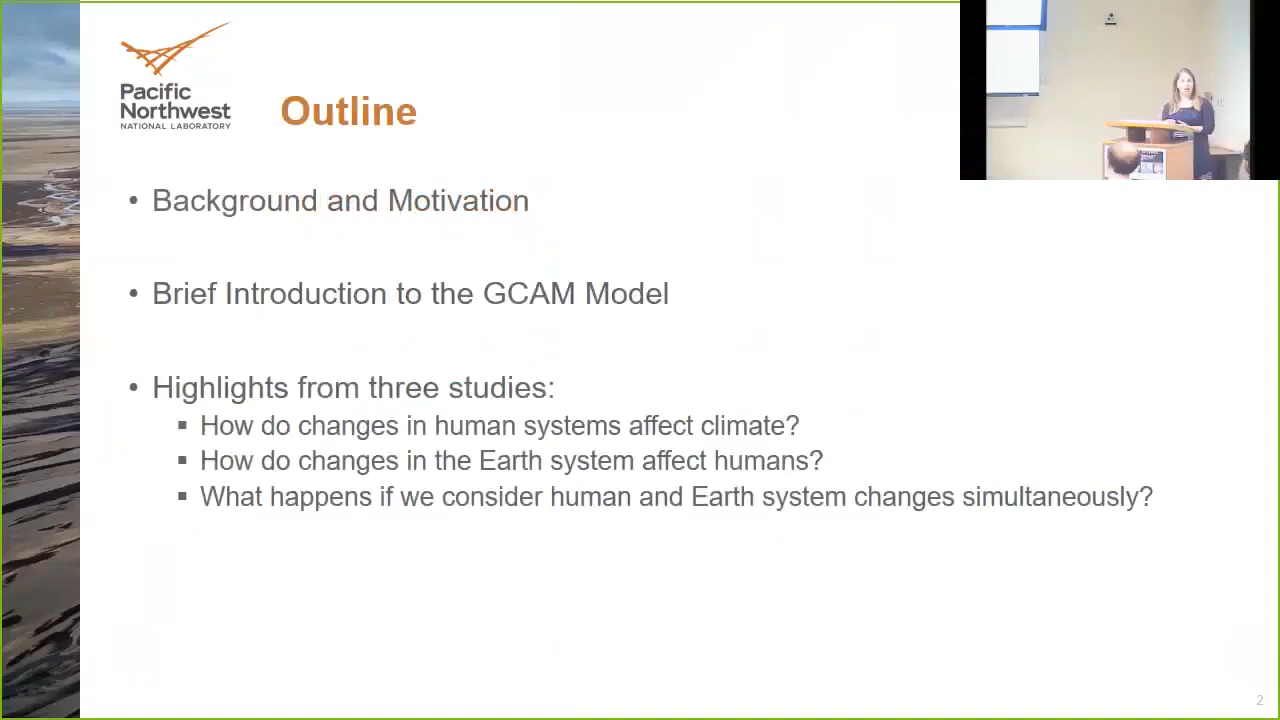 Pacific
Northwest
NATIONAL LABORATORY
Outline
• Background and Motivation
• Brief Introduction to the GCAM Model
• Highlights from three studies:
▪ How do changes in human systems affect climate?
▪ How do changes in the Earth system affect humans?
▪ What happens if we consider human and Earth system changes simultaneously?
2